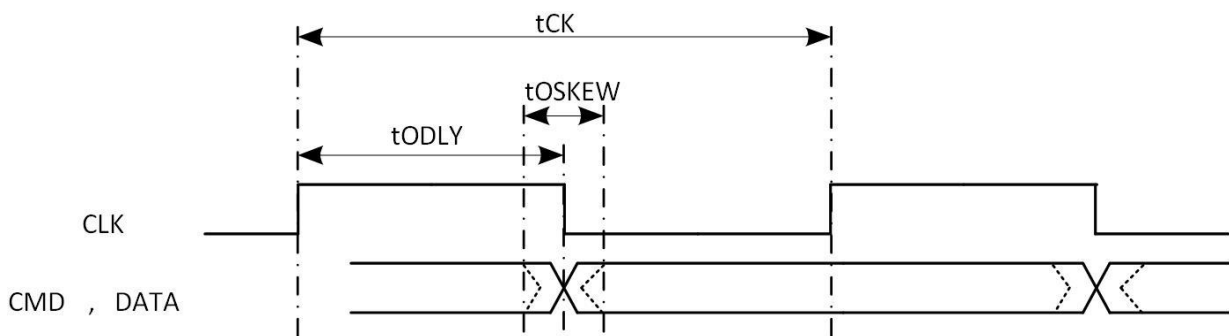 tCK
tOSKEW
tODLY
CLK
CMD , DATA